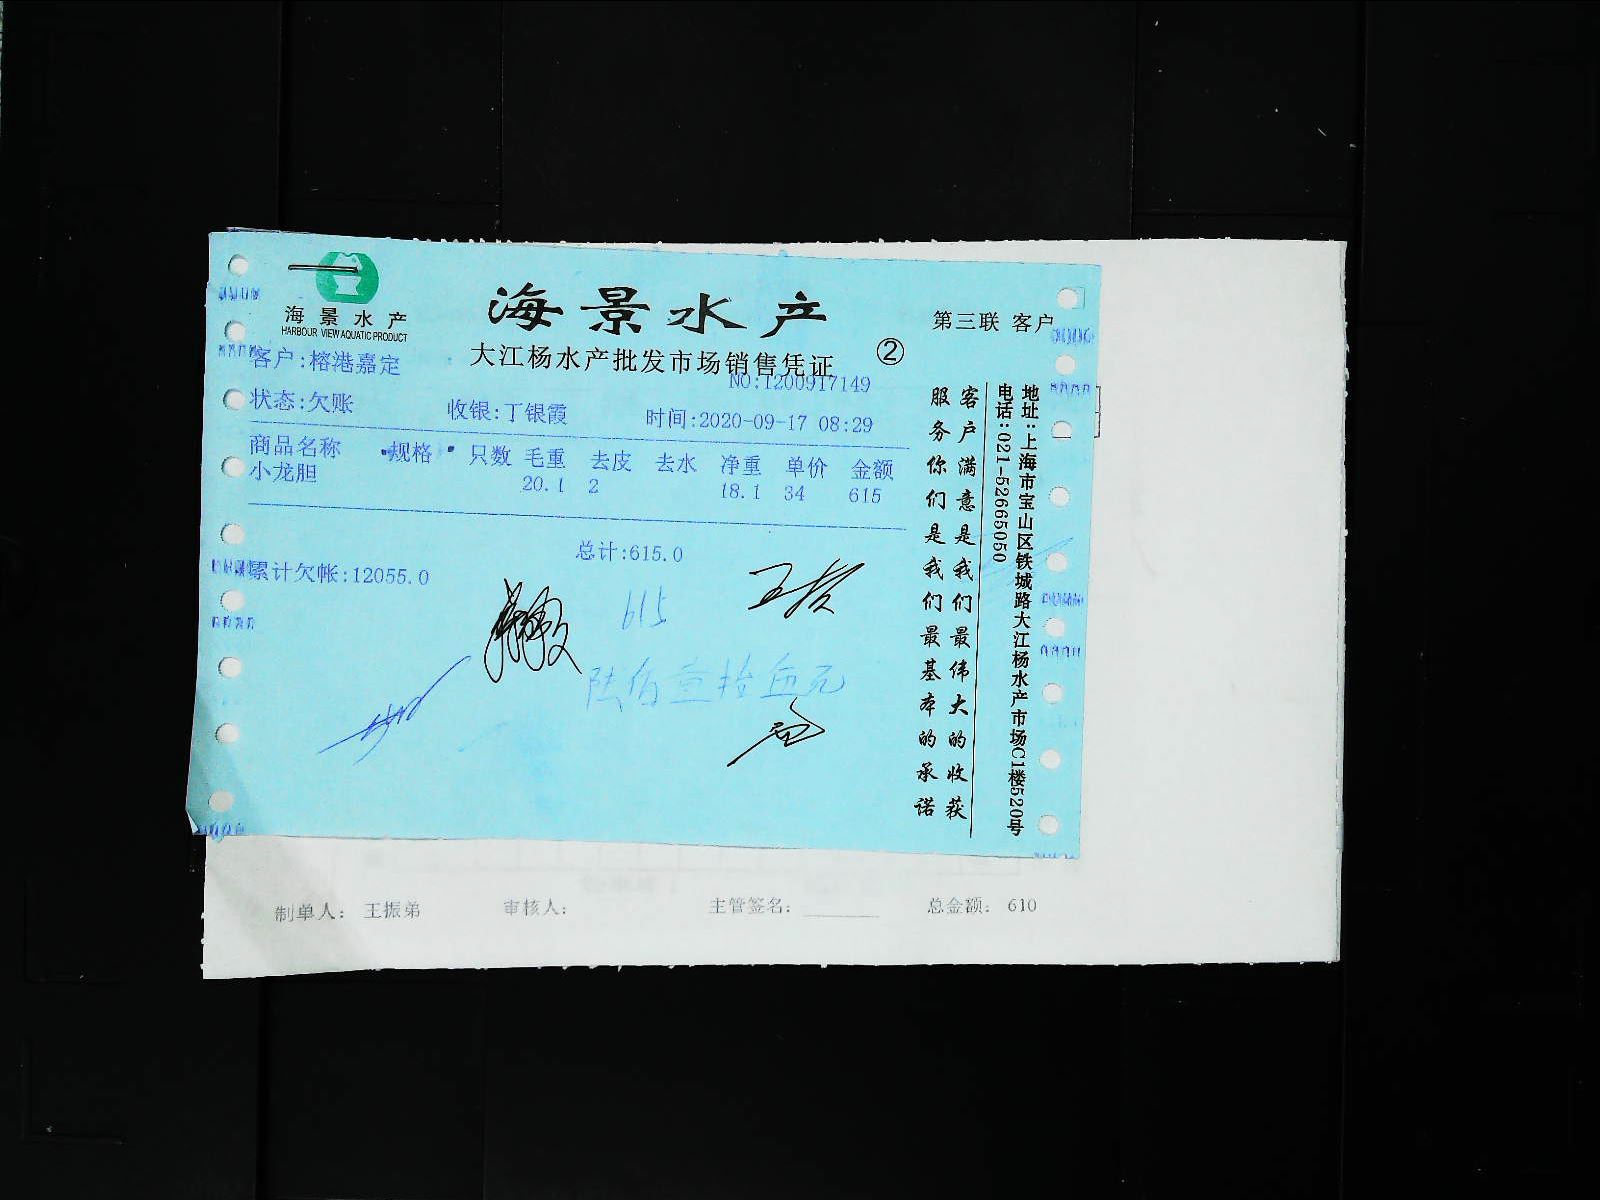 海景水产
HARBOUR VIEW AQUATIC PRODUCT
海景水产
第三联 客户
大江杨水产批发市场销售凭证 ②
NO:1200917149
客户:榕港嘉定
状态:欠账 收银:丁银霞 时间:2020-09-17 08:29
商品名称 规格 只数 毛重 去皮 去水 净重 单价 金额
小龙胆 20.1 2 18.1 34 615
总计:615.0
累计欠帐:12055.0
615
陆佰壹拾伍元
客户满意是我们最伟大的收获
服务你们是我们最基本的承诺
地址:上海市宝山区铁城路大江杨水产市场C1楼520号
电话:021-52665050
制单人: 王振弟 审核人: 主管签名: 总金额: 610